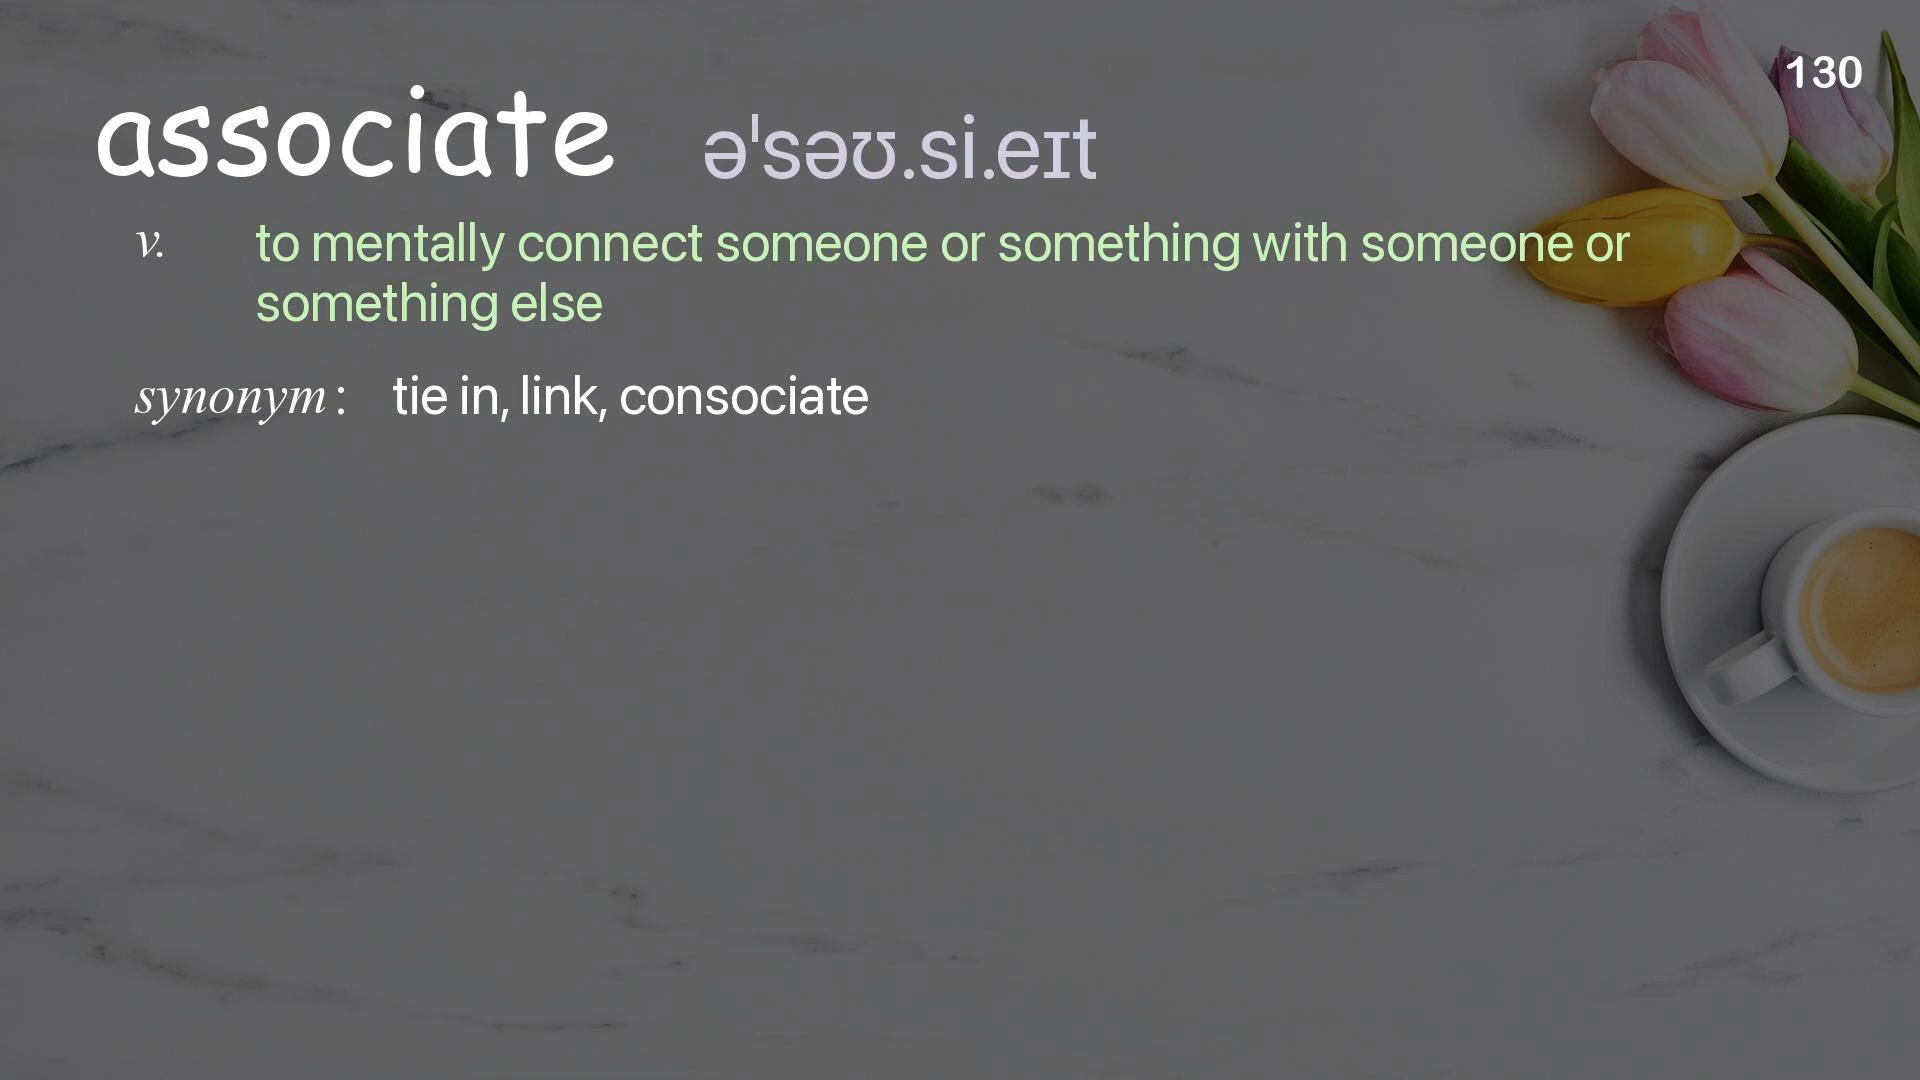 130
associate əˈsəʊ.si.eɪt
v. to mentally connect someone or something with someone or
something else
synonym : tie in, link, consociate